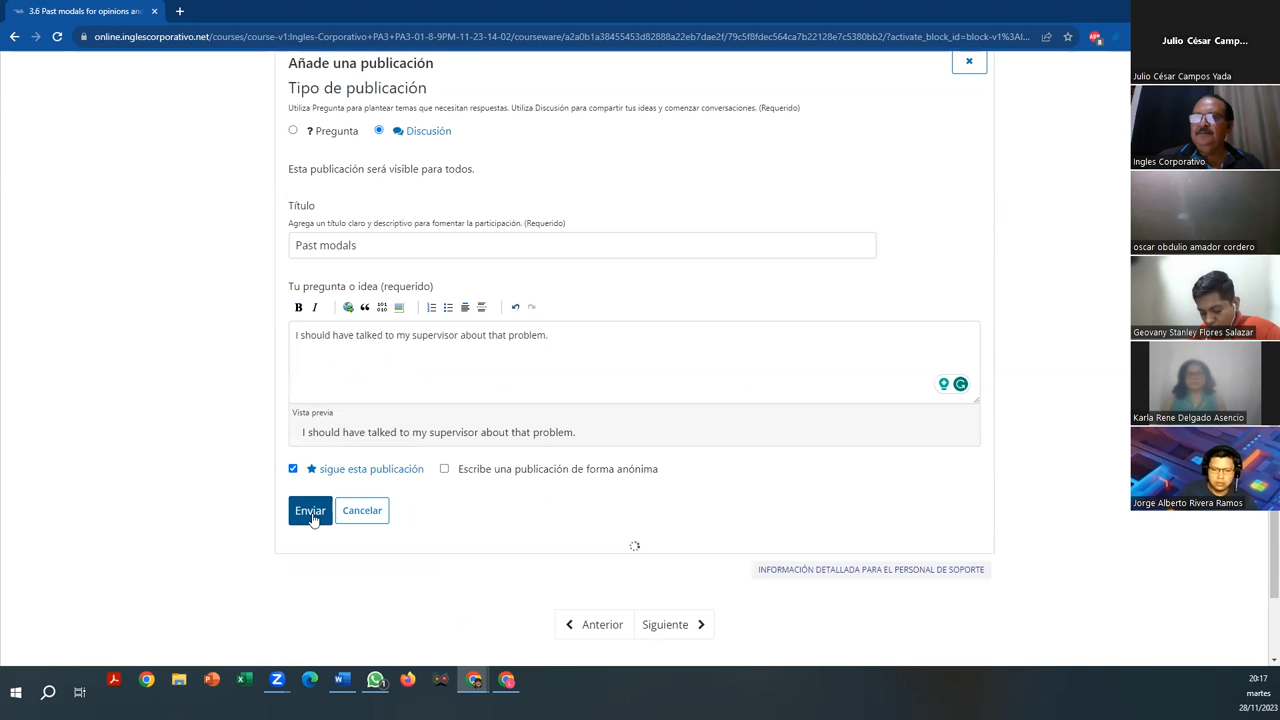 3.6 Past modals for opinions and
online.inglescorporativo.net/courses/course-v1:Ingles-Corporativo+PA3+PA3-01-8-9PM-11-23-14-02/courseware/a2a0b1a38455453d82888a22eb7dae2f/79c5f8fdec564ca7b22128e7c5380bb2/?activate_block_id=block-v1%3AI...
Añade una publicación
Tipo de publicación
Utiliza Pregunta para plantear temas que necesitan respuestas. Utiliza Discusión para compartir tus ideas y comenzar conversaciones. (Requerido)
? Pregunta Discusión
Esta publicación será visible para todos.
Título
Agrega un título claro y descriptivo para fomentar la participación. (Requerido)
Past modals
Tu pregunta o idea (requerido)
B I
I should have talked to my supervisor about that problem.
Vista previa
I should have talked to my supervisor about that problem.
sigue esta publicación Escribe una publicación de forma anónima
Enviar Cancelar
INFORMACIÓN DETALLADA PARA EL PERSONAL DE SOPORTE
Anterior Siguiente
Julio César Camp...
Julio César Campos Yada
Ingles Corporativo
oscar obdulio amador cordero
Geovany Stanley Flores Salazar
Karla Rene Delgado Asencio
Jorge Alberto Rivera Ramos
20:17
martes
28/11/2023